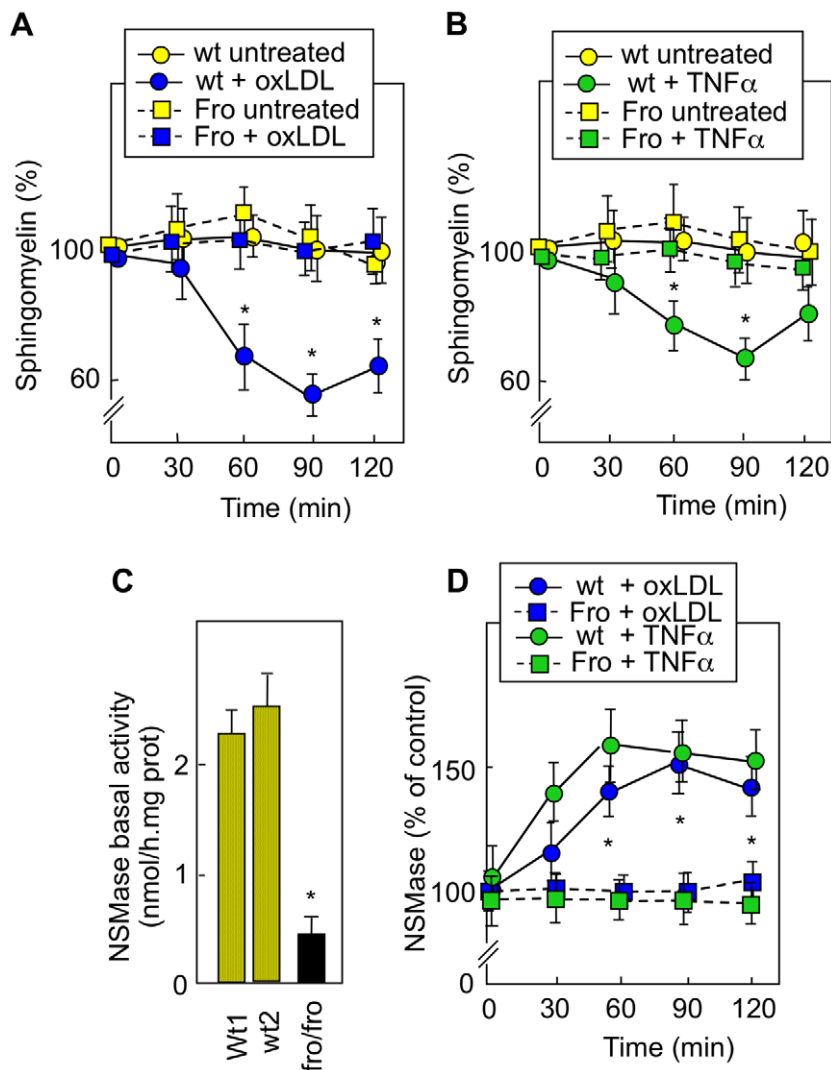 A
wt untreated
wt + oxLDL
Fro untreated
Fro + oxLDL
Sphingomyelin (%)
100
60
*
*
*
0 30 60 90 120
Time (min)
B
wt untreated
wt + TNFα
Fro untreated
Fro + TNFα
Sphingomyelin (%)
100
60
*
*
0 30 60 90 120
Time (min)
C
NSMase basal activity
(nmol/h.mg prot)
2
1
0
*
Wt1
wt2
fro/fro
D
wt + oxLDL
Fro + oxLDL
wt + TNFα
Fro + TNFα
NSMase (% of control)
150
100
0
*
*
*
0 30 60 90 120
Time (min)